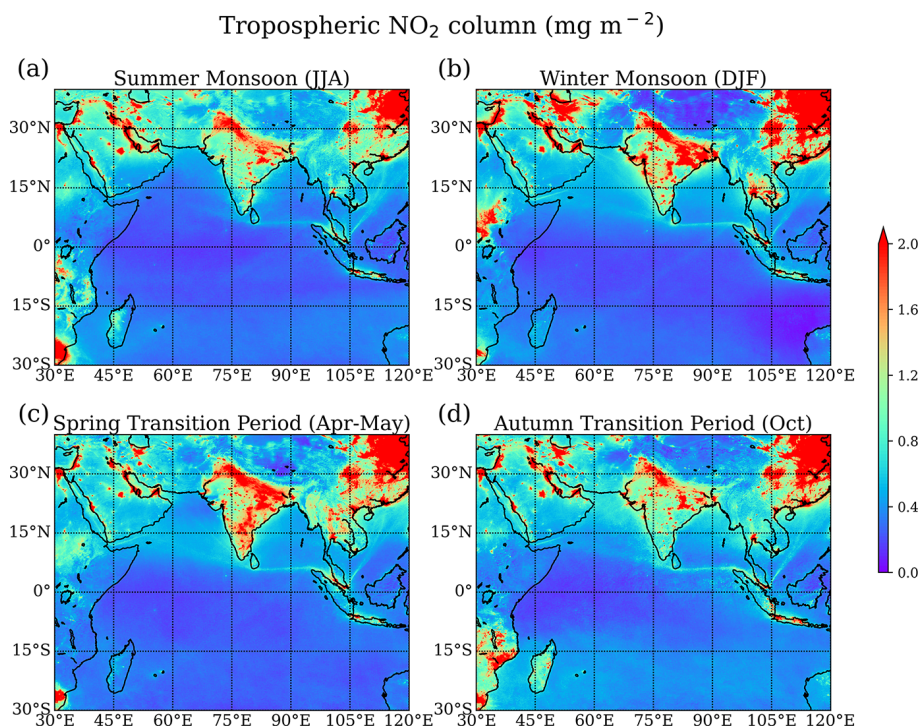 Tropospheric NO₂ column (mg m⁻²)
(a)
Summer Monsoon (JJA)
30°N
15°N
0°
15°S
30°S
30°E 45°E 60°E 75°E 90°E 105°E 120°E
(b)
Winter Monsoon (DJF)
30°N
15°N
0°
15°S
30°S
30°E 45°E 60°E 75°E 90°E 105°E 120°E
(c)
Spring Transition Period (Apr-May)
30°N
15°N
0°
15°S
30°S
30°E 45°E 60°E 75°E 90°E 105°E 120°E
(d)
Autumn Transition Period (Oct)
30°N
15°N
0°
15°S
30°S
30°E 45°E 60°E 75°E 90°E 105°E 120°E
2.0
1.6
1.2
0.8
0.4
0.0